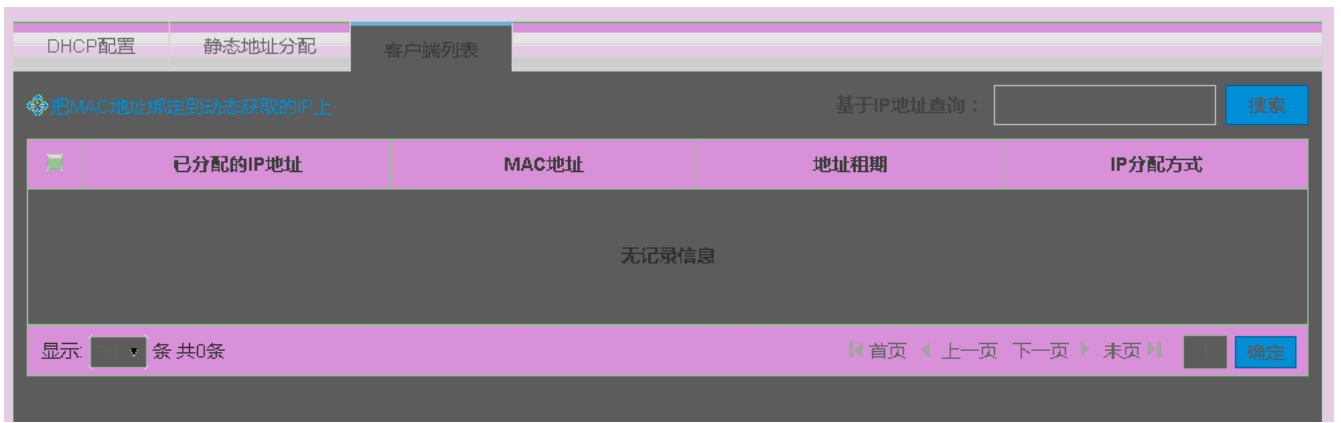 DHCP配置 静态地址分配 客户端列表
把MAC地址绑定到动态获取的IP上 基于IP地址查询： 搜索
已分配的IP地址 MAC地址 地址租期 IP分配方式
无记录信息
显示: 条 共0条 首页 上一页 下一页 末页 确定